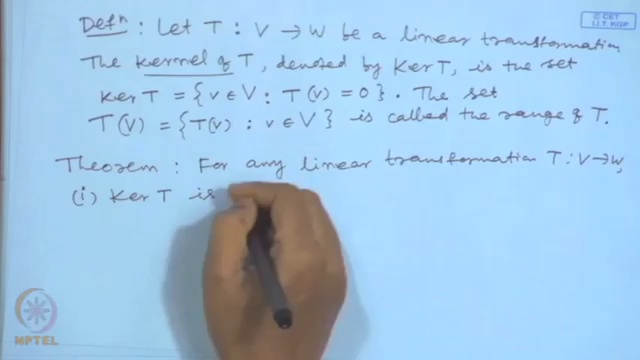 © CET
I.I.T. KGP
Defⁿ : Let T : V → W be a linear transformation
The kernel of T, denoted by Ker T, is the set
Ker T = { v ∈ V : T(v) = 0 } . The set
T(V) = { T(v) : v ∈ V } is called the range of T.
Theorem : For any linear transformation T : V → W,
(i) Ker T is
NPTEL